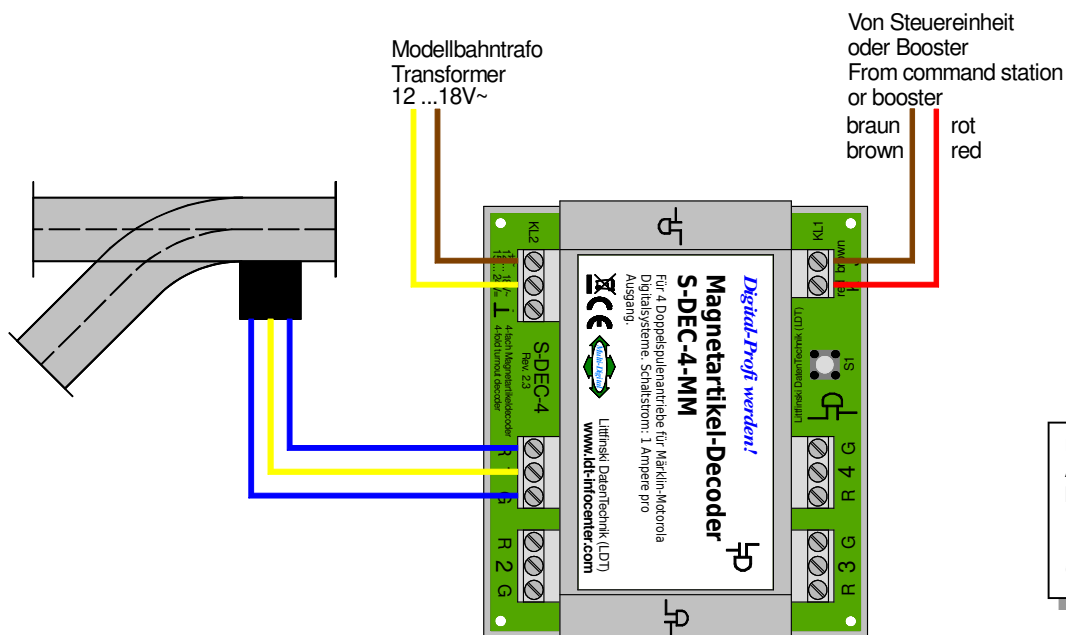 Modellbahntrafo
Transformer
12 ...18V~
Von Steuereinheit
oder Booster
From command station
or booster
braun rot
brown red
KL2
KL1
S-DEC-4
Rev. 2.3
4-fach Magnetartikeldecoder
4-fold turnout decoder
Digital-Profi werden!
Magnetartikel-Decoder
S-DEC-4-MM
Für 4 Doppelspulenantriebe für Märklin-Motorola
Digitalsysteme. Schaltstrom: 1 Ampere pro
Ausgang.
CE
Multi-Digital
Littfinski DatenTechnik (LDT)
www.ldt-infocenter.com
Littfinski DatenTechnik (LDT)
S1
R
G
R 2 G
R 4 G
R 3 G